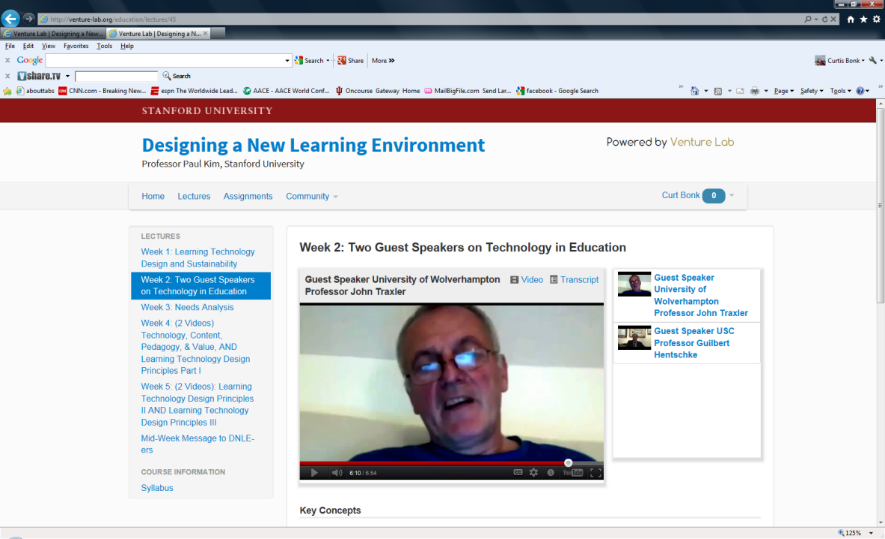 http://venture-lab.org/education/lectures/45
Venture Lab | Designing a New...
Venture Lab | Designing a N... ×
File Edit View Favorites Tools Help
× Google Search Share More » Curtis Bonk
× share.tv Search
abouttabs CNN.com - Breaking New... espn The Worldwide Lead... AACE - AACE World Conf... Oncourse Gateway Home MailBigFile.com Send Lar... facebook - Google Search » Page Safety Tools »
STANFORD UNIVERSITY
Designing a New Learning Environment
Powered by Venture Lab
Professor Paul Kim, Stanford University
Home Lectures Assignments Community
Curt Bonk 0
LECTURES
Week 1: Learning Technology
Design and Sustainability
Week 2: Two Guest Speakers
on Technology in Education
Week 3: Needs Analysis
Week 4: (2 Videos)
Technology, Content,
Pedagogy, & Value, AND
Learning Technology Design
Principles Part I
Week 5: (2 Videos): Learning
Technology Design Principles
II AND Learning Technology
Design Principles III
Mid-Week Message to DNLE-
ers
COURSE INFORMATION
Syllabus
Week 2: Two Guest Speakers on Technology in Education
Guest Speaker University of Wolverhampton
Professor John Traxler
Video Transcript
6:10 / 6:54
YouTube
Guest Speaker
University of
Wolverhampton
Professor John Traxler
Guest Speaker USC
Professor Guilbert
Hentschke
Key Concepts
125%